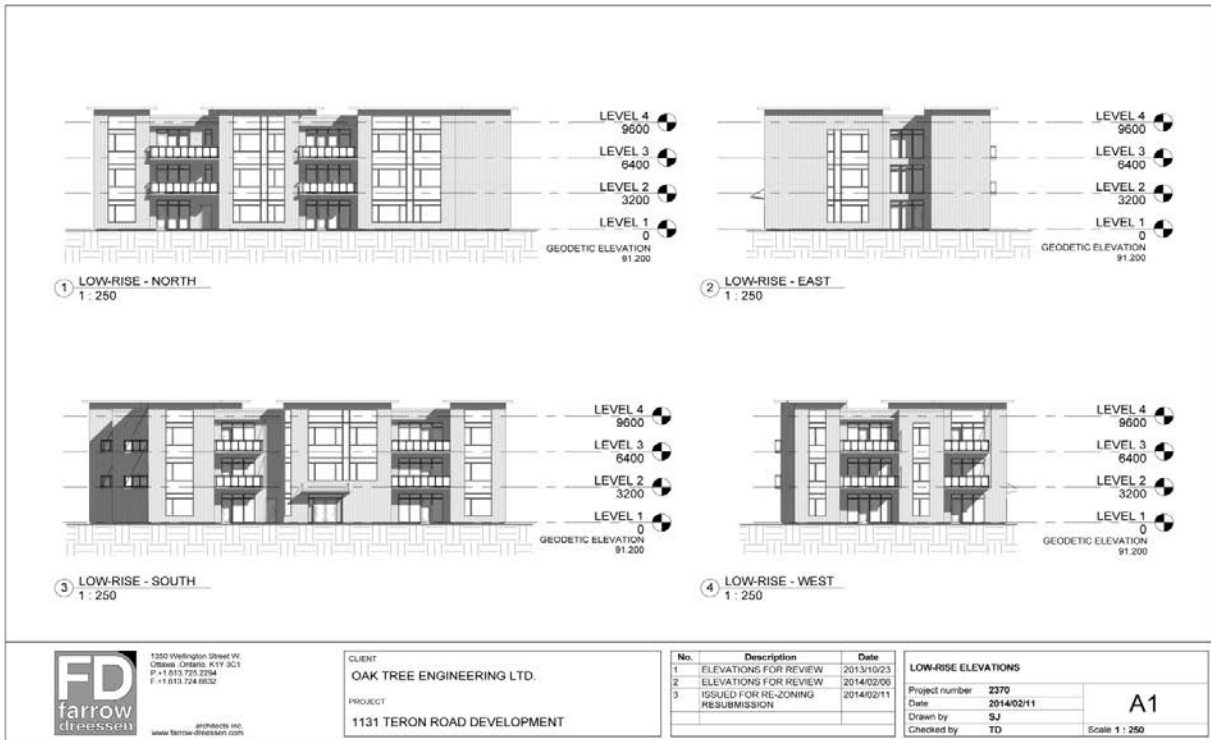 LEVEL 4
9600
LEVEL 3
6400
LEVEL 2
3200
LEVEL 1
0
GEODETIC ELEVATION
91.200
1 LOW-RISE - NORTH
1 : 250
LEVEL 4
9600
LEVEL 3
6400
LEVEL 2
3200
LEVEL 1
0
GEODETIC ELEVATION
91.200
2 LOW-RISE - EAST
1 : 250
LEVEL 4
9600
LEVEL 3
6400
LEVEL 2
3200
LEVEL 1
0
GEODETIC ELEVATION
91.200
3 LOW-RISE - SOUTH
1 : 250
LEVEL 4
9600
LEVEL 3
6400
LEVEL 2
3200
LEVEL 1
0
GEODETIC ELEVATION
91.200
4 LOW-RISE - WEST
1 : 250
FD
farrow
dreessen
1350 Wellington Street W.
Ottawa .Ontario. K1Y 3C1
P.+1.613.725.2294
F.+1.613.724.6632
architects inc.
www.farrow-dreessen.com
CLIENT
OAK TREE ENGINEERING LTD.
PROJECT
1131 TERON ROAD DEVELOPMENT
No. Description Date
1 ELEVATIONS FOR REVIEW 2013/10/23
2 ELEVATIONS FOR REVIEW 2014/02/06
3 ISSUED FOR RE-ZONING 2014/02/11
RESUBMISSION
LOW-RISE ELEVATIONS
Project number 2370
Date 2014/02/11
Drawn by SJ
Checked by TD
A1
Scale 1 : 250